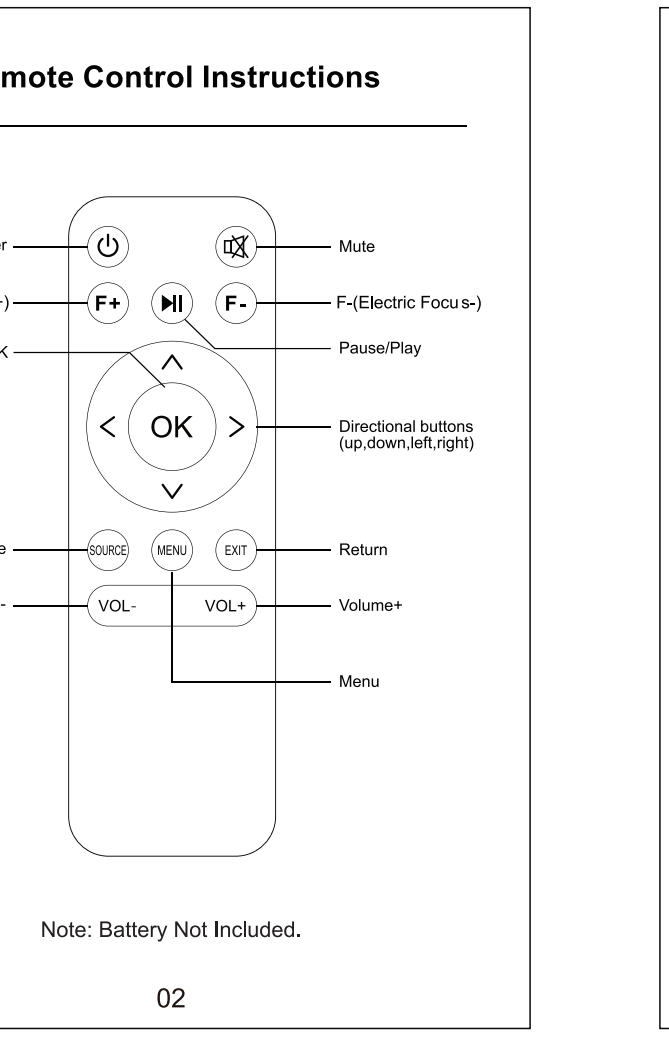 mote Control Instructions
er
Mute
-)
F+
F-
F-(Electric Focus-)
K
Pause/Play
OK
Directional buttons
(up,down,left,right)
e
SOURCE
MENU
EXIT
Return
-
VOL-
VOL+
Volume+
Menu
Note: Battery Not Included.
02